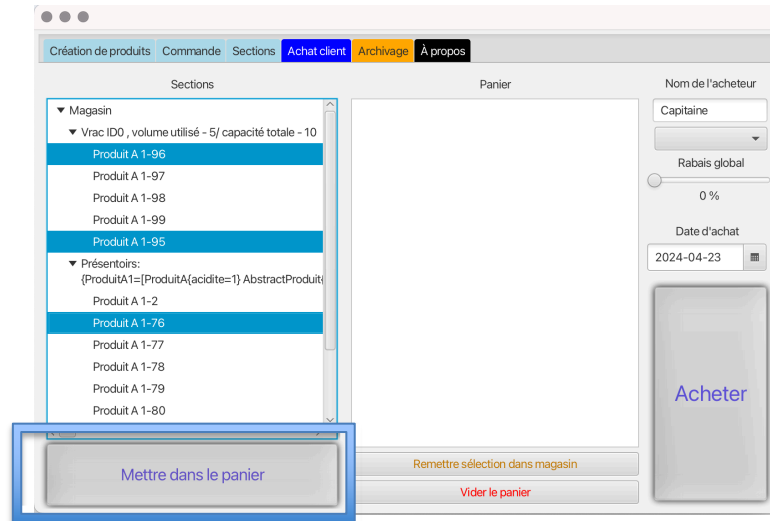 Création de produits Commande Sections Achat client Archivage À propos
Sections
Magasin
Vrac ID0 , volume utilisé - 5/ capacité totale - 10
Produit A 1-96
Produit A 1-97
Produit A 1-98
Produit A 1-99
Produit A 1-95
Présentoirs:
{ProduitA1=[ProduitA{acidite=1} AbstractProduit{
Produit A 1-2
Produit A 1-76
Produit A 1-77
Produit A 1-78
Produit A 1-79
Produit A 1-80
Mettre dans le panier
Panier
Remettre sélection dans magasin
Vider le panier
Nom de l'acheteur
Capitaine
Rabais global
0 %
Date d'achat
2024-04-23
Acheter